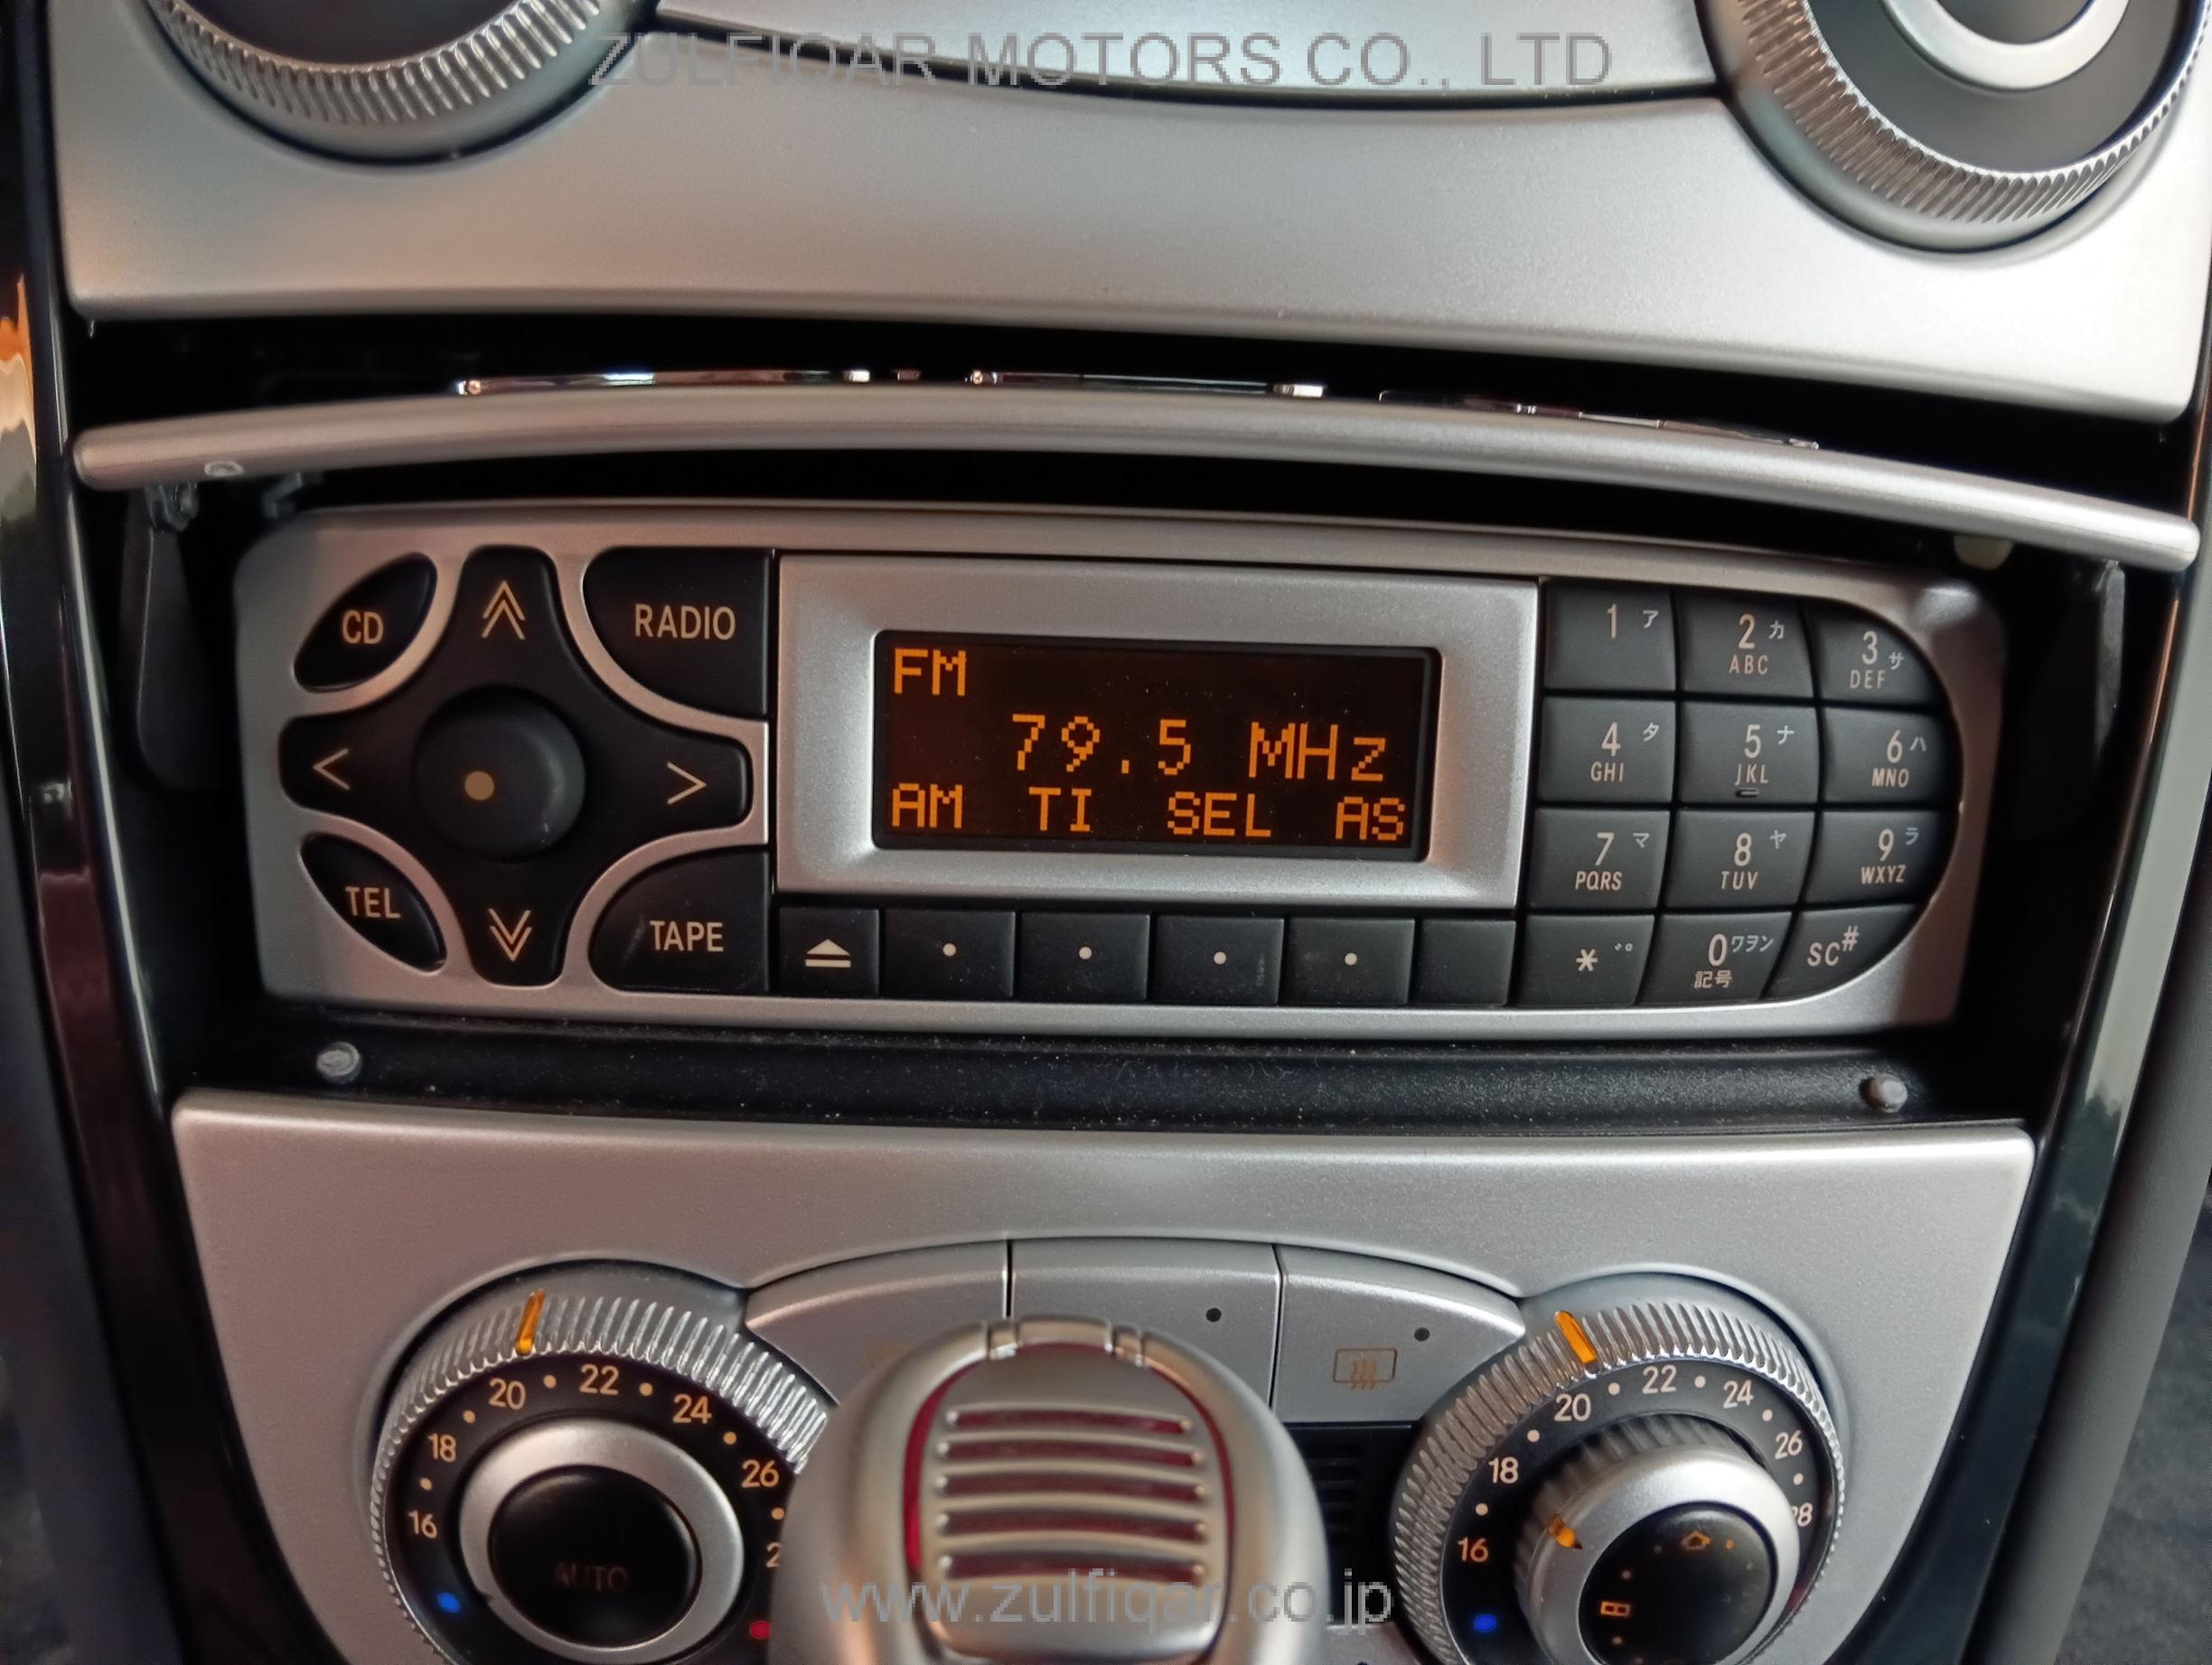 ZULFIQAR MOTORS CO., LTD
CD
RADIO
TEL
TAPE
FM
79.5 MHz
AM TI SEL AS
1 ア
2 カ
ABC
3 サ
DEF
4 タ
GHI
5 ナ
JKL
6 ハ
MNO
7 マ
PQRS
8 ヤ
TUV
9 ラ
WXYZ
* ゛゜
0 ワヲン
記号
SC #
16 18 20 22 24 26
AUTO
16 18 20 22 24 26 28
www.zulfiqar.co.jp